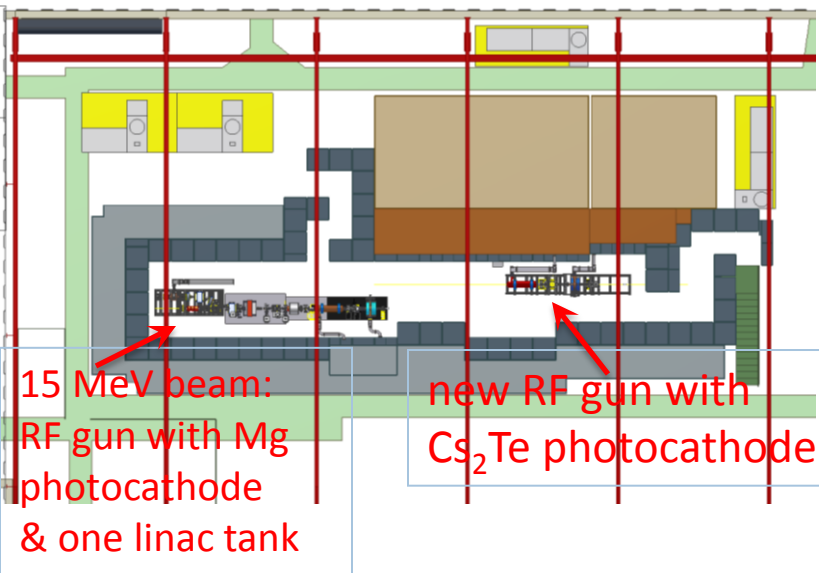 15 MeV beam:
RF gun with Mg
photocathode
& one linac tank
new RF gun with
Cs₂Te photocathode